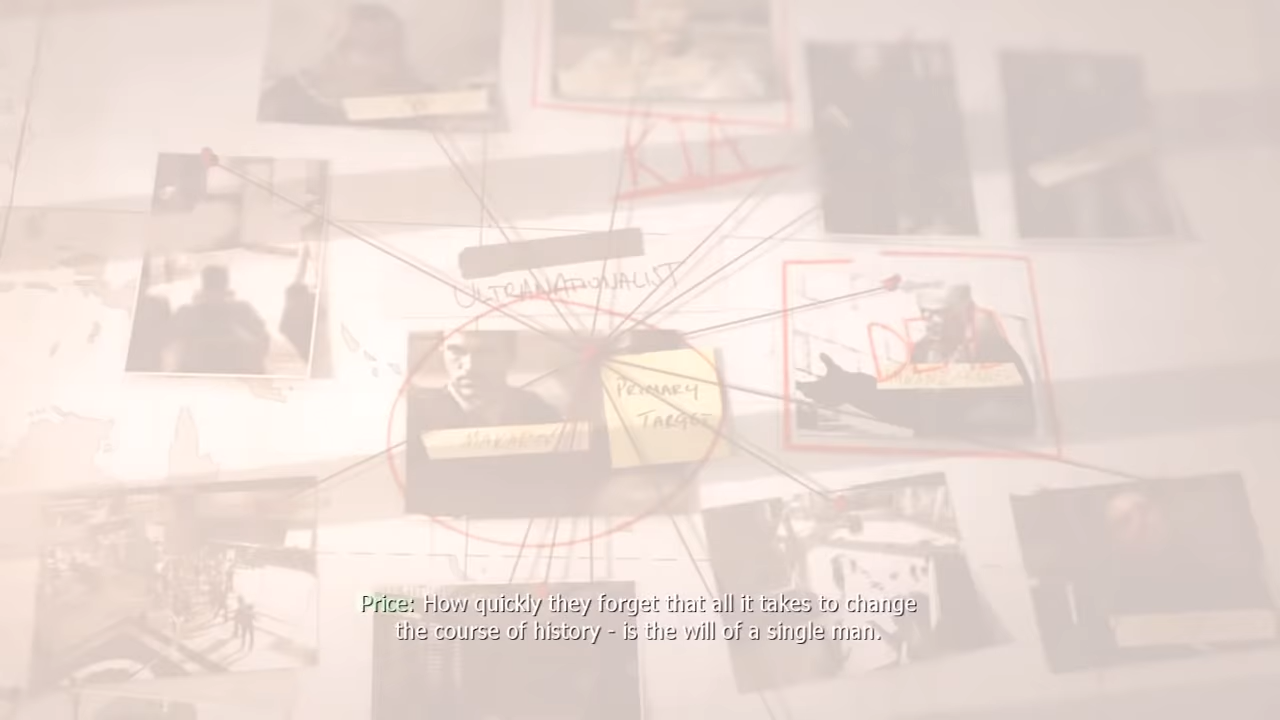 KIA
ULTRANATIONALIST
DEAD
MAKAROV
PRIMARY
TARGET
Price: How quickly they forget that all it takes to change
the course of history - is the will of a single man.